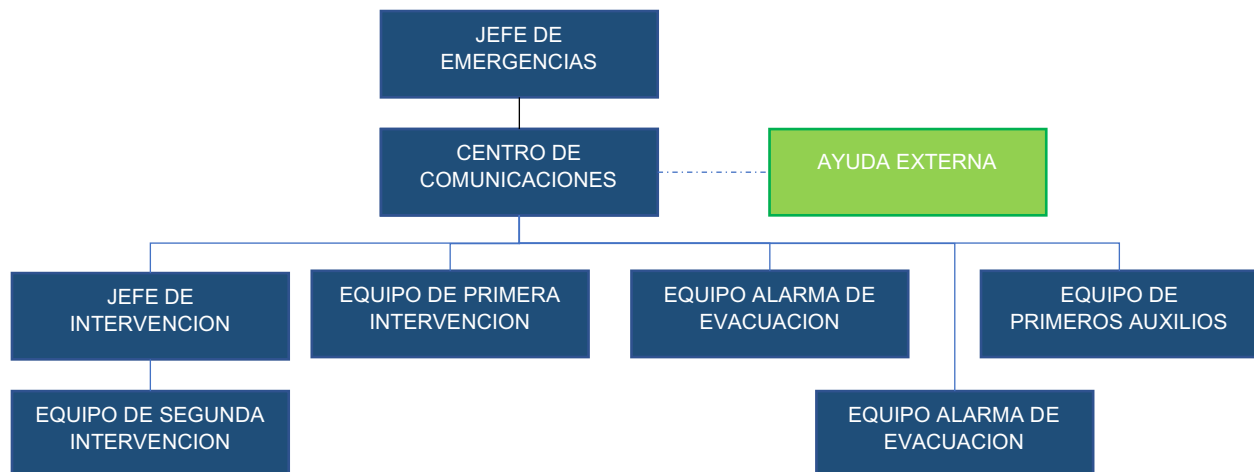 JEFE DE
EMERGENCIAS
CENTRO DE
COMUNICACIONES
AYUDA EXTERNA
JEFE DE
INTERVENCION
EQUIPO DE PRIMERA
INTERVENCION
EQUIPO ALARMA DE
EVACUACION
EQUIPO DE
PRIMEROS AUXILIOS
EQUIPO DE SEGUNDA
INTERVENCION
EQUIPO ALARMA DE
EVACUACION